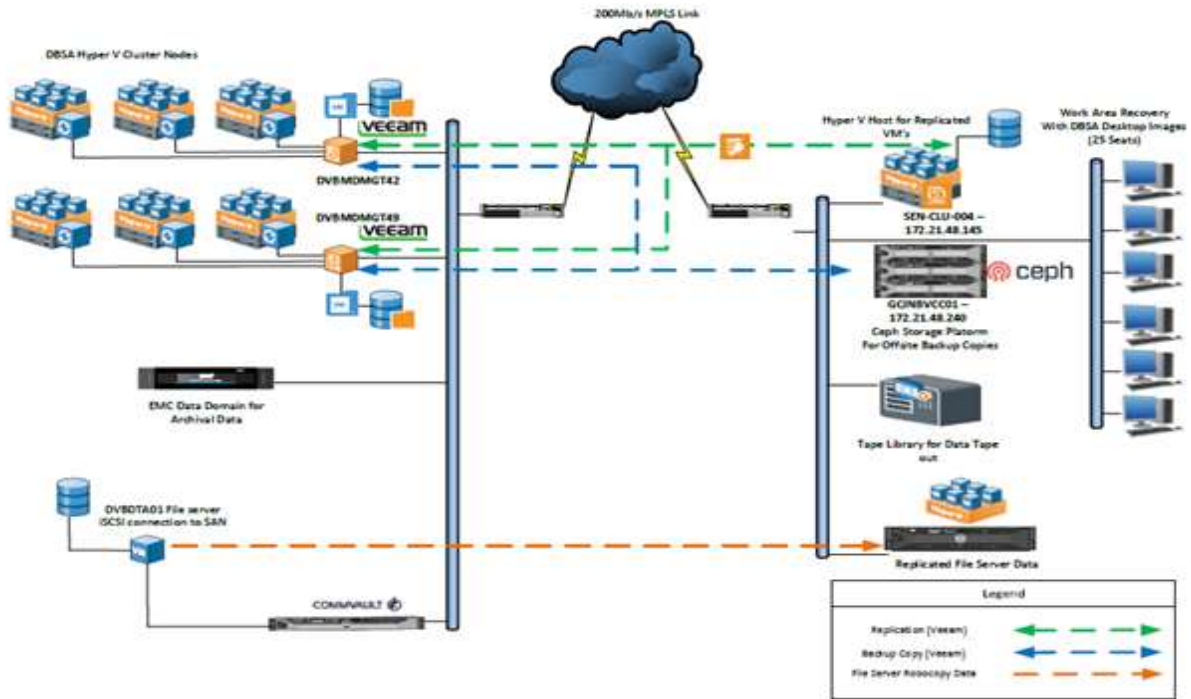 200Mb/s MPLS Link
DBSA Hyper V Cluster Nodes
veeam
DVBMDMGT42
DVBMDMGT49
veeam
EMC Data Domain for
Archival Data
DVBDTA01 File server
iSCSI connection to SAN
COMMVAULT
Hyper V Host for Replicated
VM's
SEN-CLU-004 –
172.21.48.145
ceph
172.21.48.240
Ceph Storage Platorm
For Offsite Backup Copies
Tape Library for Data Tape
out
Replicated File Server Data
Work Area Recovery
With DBSA Desktop Images
(25 Seats)
Legend
Replication (Veeam)
Backup Copy (Veeam)
File Server Robocopy Data